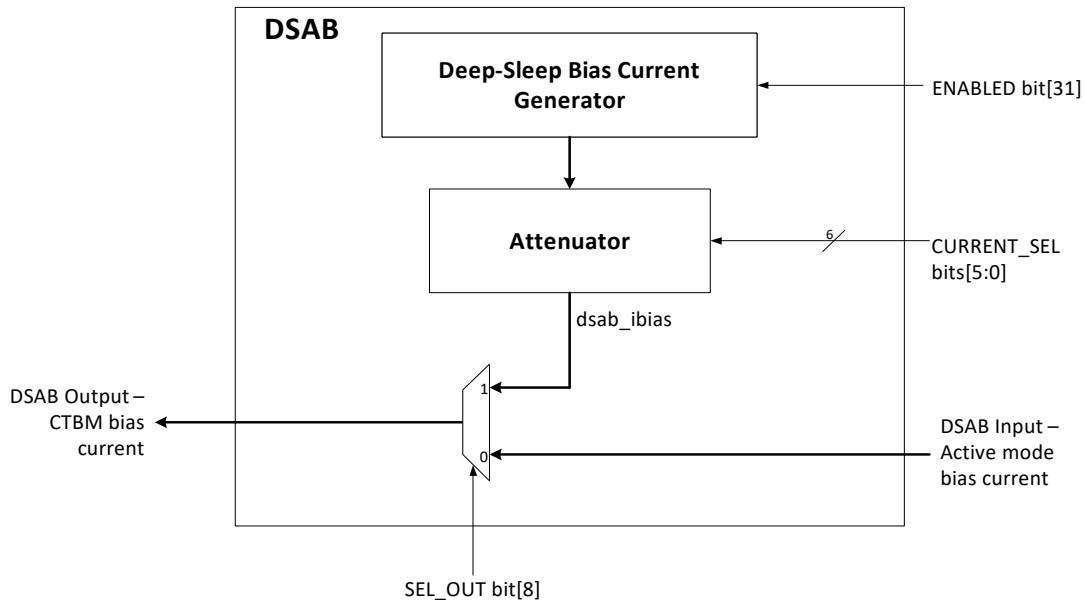 DSAB
Deep-Sleep Bias Current
Generator
ENABLED bit[31]
Attenuator
6
CURRENT_SEL
bits[5:0]
dsab_ibias
1
DSAB Output –
CTBM bias
current
0
DSAB Input –
Active mode
bias current
SEL_OUT bit[8]